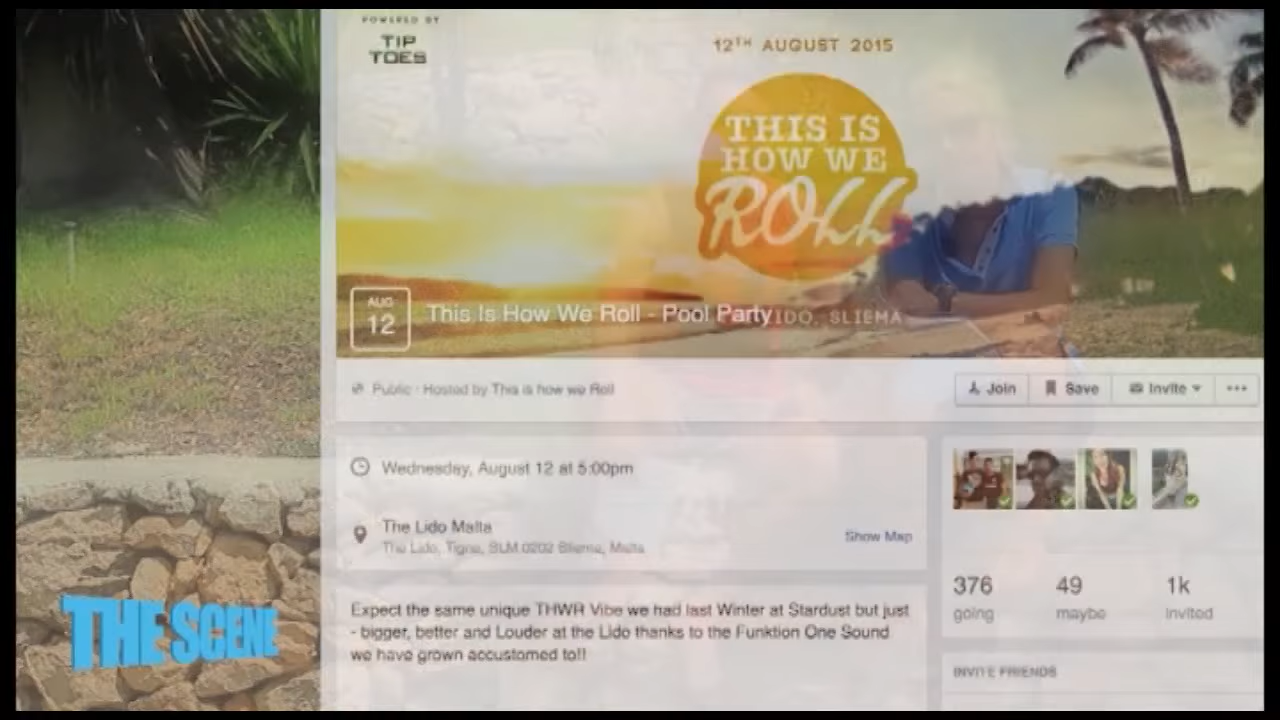 POWERED BY
TIP
TOES
12TH AUGUST 2015
THIS IS
HOW WE
ROLL
AUG
12
This Is How We Roll - Pool Party
LIDO, SLIEMA
Public · Hosted by This is how we Roll
Join
Save
Invite
Wednesday, August 12 at 5:00pm
The Lido Malta
The Lido, Tigne, SLM 0202 Sliema, Malta
Show Map
376
going
49
maybe
1k
invited
Expect the same unique THWR Vibe we had last Winter at Stardust but just
- bigger, better and Louder at the Lido thanks to the Funktion One Sound
we have grown accustomed to!!
INVITE FRIENDS
THE SCENE